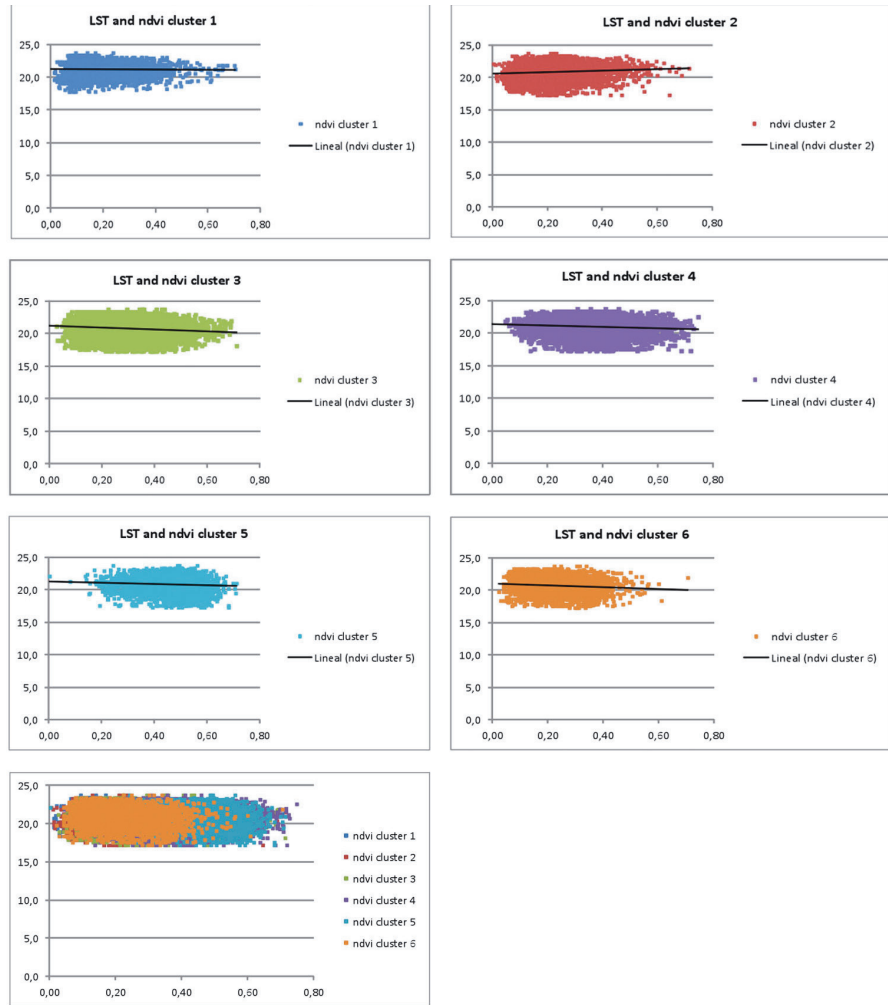 LST and ndvi cluster 1
25,0
20,0
15,0
10,0
5,0
0,0
0,00 0,20 0,40 0,60 0,80
ndvi cluster 1
Lineal (ndvi cluster 1)
LST and ndvi cluster 2
25,0
20,0
15,0
10,0
5,0
0,0
0,00 0,20 0,40 0,60 0,80
ndvi cluster 2
Lineal (ndvi cluster 2)
LST and ndvi cluster 3
25,0
20,0
15,0
10,0
5,0
0,0
0,00 0,20 0,40 0,60 0,80
ndvi cluster 3
Lineal (ndvi cluster 3)
LST and ndvi cluster 4
25,0
20,0
15,0
10,0
5,0
0,0
0,00 0,20 0,40 0,60 0,80
ndvi cluster 4
Lineal (ndvi cluster 4)
LST and ndvi cluster 5
25,0
20,0
15,0
10,0
5,0
0,0
0,00 0,20 0,40 0,60 0,80
ndvi cluster 5
Lineal (ndvi cluster 5)
LST and ndvi cluster 6
25,0
20,0
15,0
10,0
5,0
0,0
0,00 0,20 0,40 0,60 0,80
ndvi cluster 6
Lineal (ndvi cluster 6)
25,0
20,0
15,0
10,0
5,0
0,0
0,00 0,20 0,40 0,60 0,80
ndvi cluster 1
ndvi cluster 2
ndvi cluster 3
ndvi cluster 4
ndvi cluster 5
ndvi cluster 6